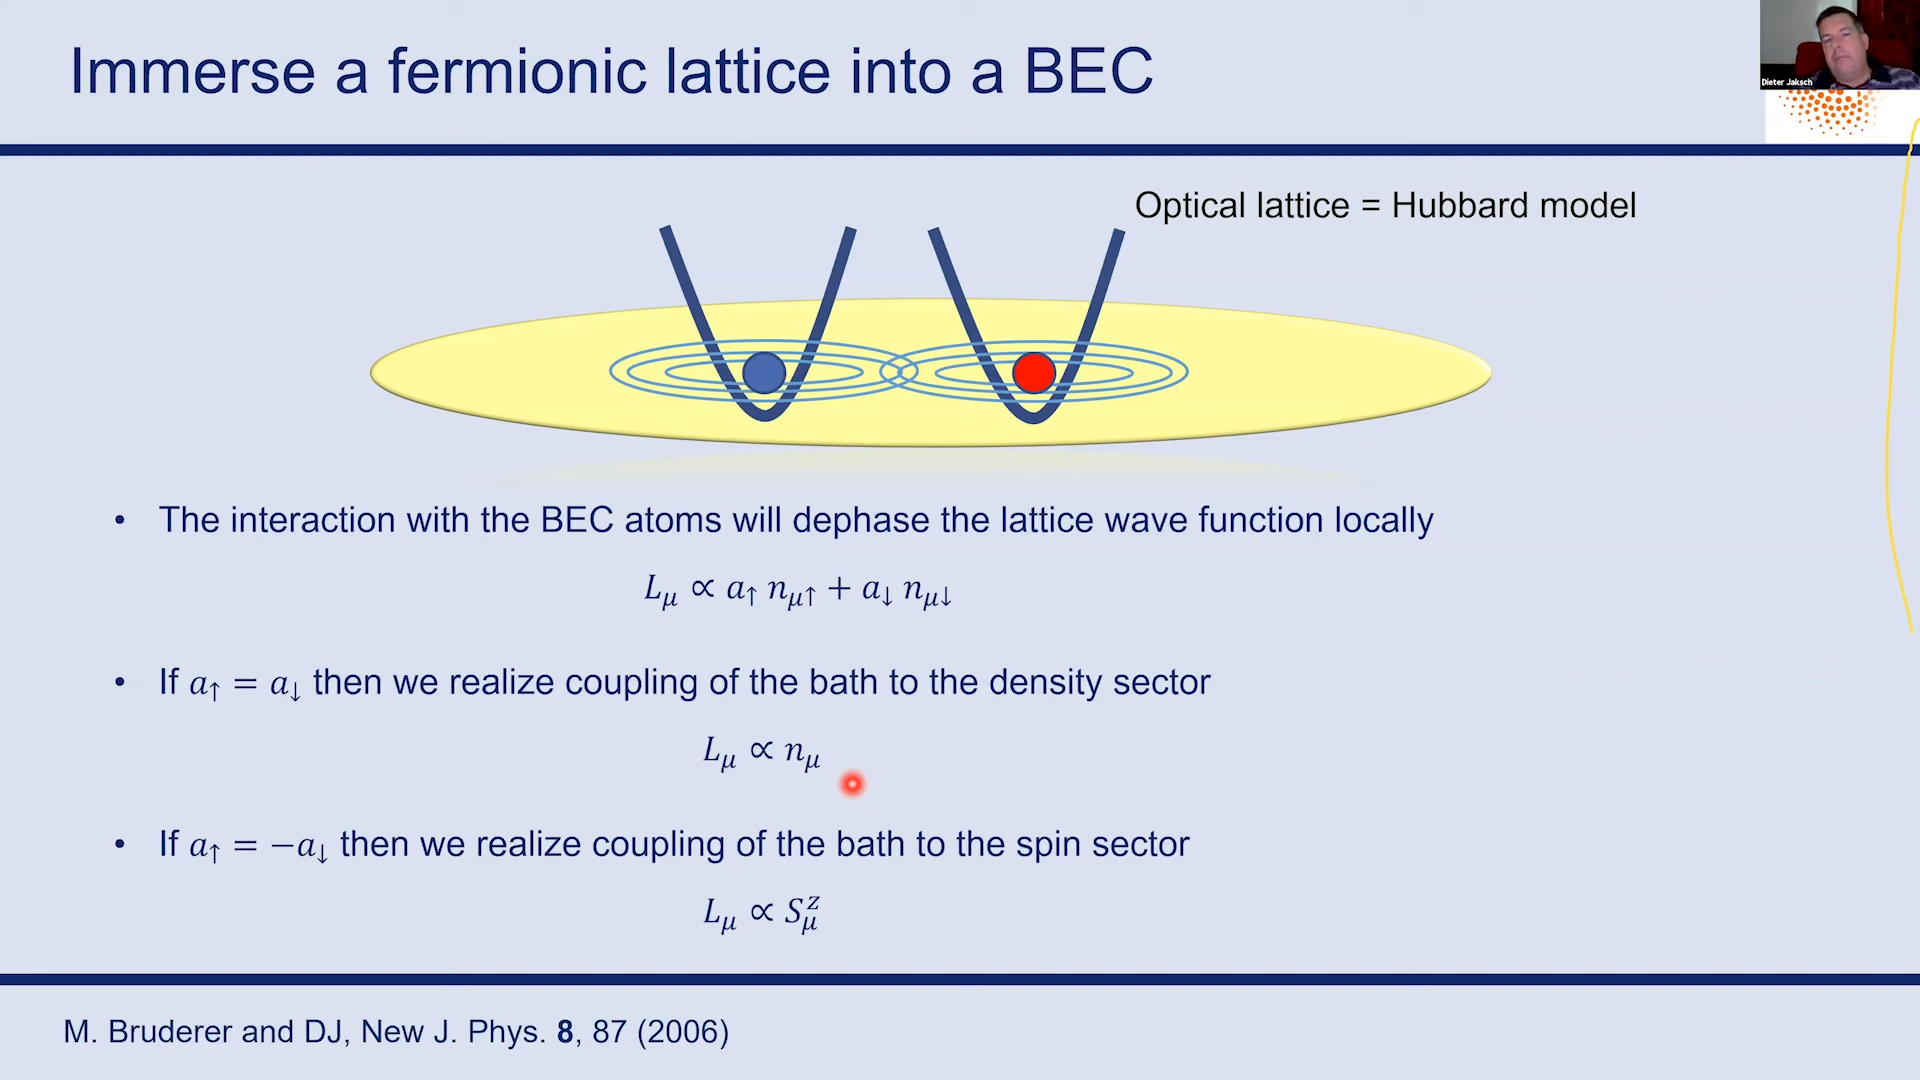 Immerse a fermionic lattice into a BEC
Dieter Jaksch
Optical lattice = Hubbard model
• The interaction with the BEC atoms will dephase the lattice wave function locally
L_μ ∝ a_↑ n_μ↑ + a_↓ n_μ↓
• If a_↑ = a_↓ then we realize coupling of the bath to the density sector
L_μ ∝ n_μ
• If a_↑ = −a_↓ then we realize coupling of the bath to the spin sector
L_μ ∝ S_μ^z
M. Bruderer and DJ, New J. Phys. 8, 87 (2006)